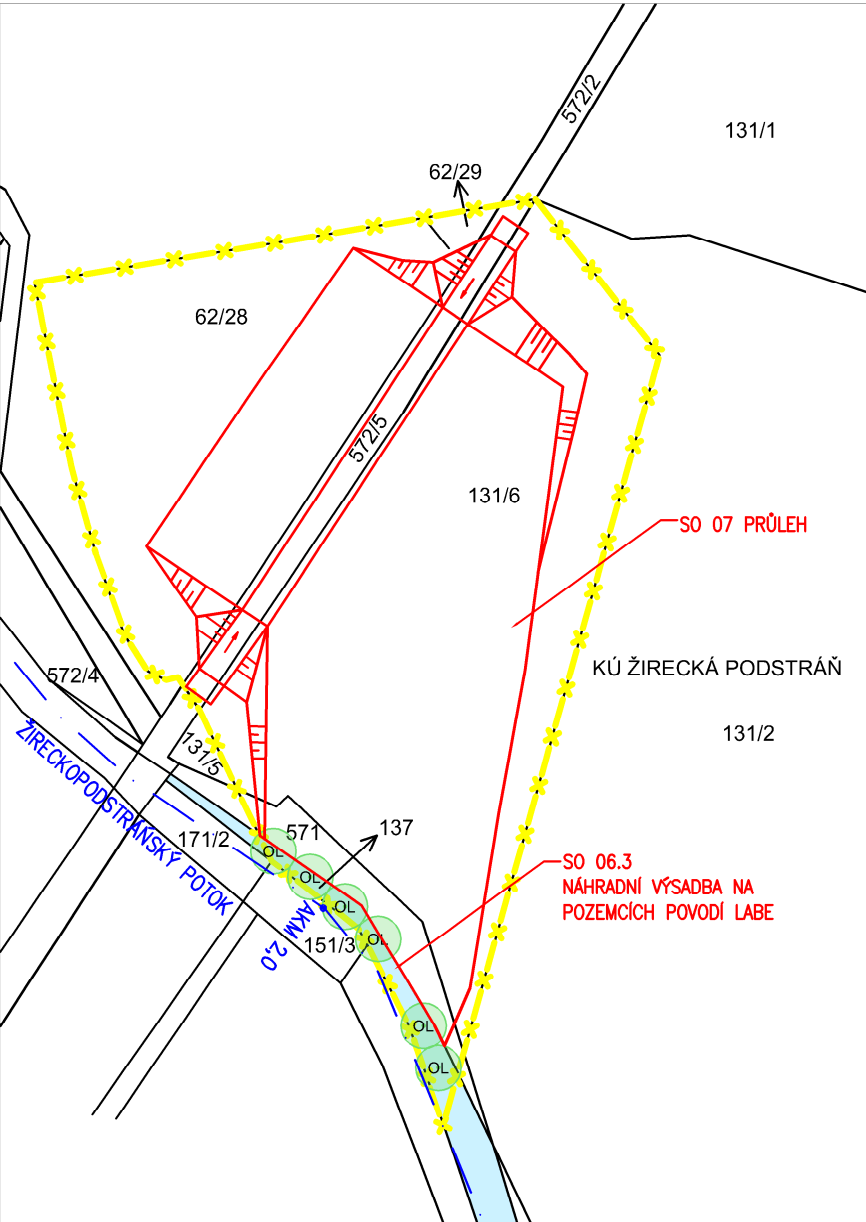 572/2
131/1
62/29
62/28
572/5
131/6
SO 07 PRŮLEH
KÚ ŽIRECKÁ PODSTRÁŇ
572/4
131/2
ŽIRECKOPODSTRÁŇSKÝ POTOK
131/5
171/2
571
137
OL
OL
OL
OL
AKM 2,0
151/3
SO 06.3
NÁHRADNÍ VÝSADBA NA
POZEMCÍCH POVODÍ LABE
OL
OL